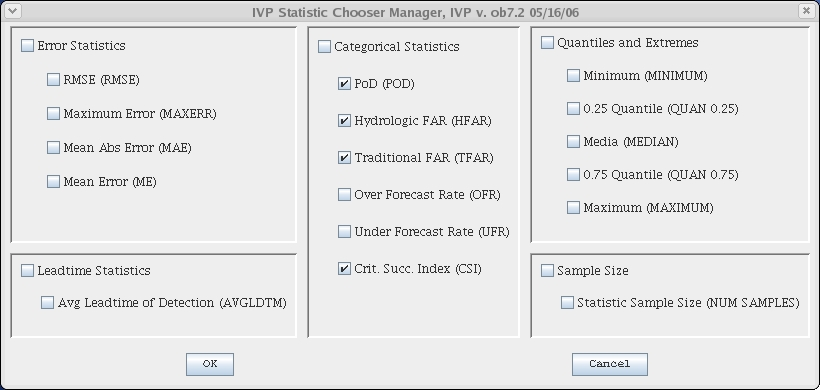 IVP Statistic Chooser Manager, IVP v. ob7.2 05/16/06
Error Statistics
RMSE (RMSE)
Maximum Error (MAXERR)
Mean Abs Error (MAE)
Mean Error (ME)
Leadtime Statistics
Avg Leadtime of Detection (AVGLDTM)
Categorical Statistics
PoD (POD)
Hydrologic FAR (HFAR)
Traditional FAR (TFAR)
Over Forecast Rate (OFR)
Under Forecast Rate (UFR)
Crit. Succ. Index (CSI)
Quantiles and Extremes
Minimum (MINIMUM)
0.25 Quantile (QUAN 0.25)
Media (MEDIAN)
0.75 Quantile (QUAN 0.75)
Maximum (MAXIMUM)
Sample Size
Statistic Sample Size (NUM SAMPLES)
OK
Cancel